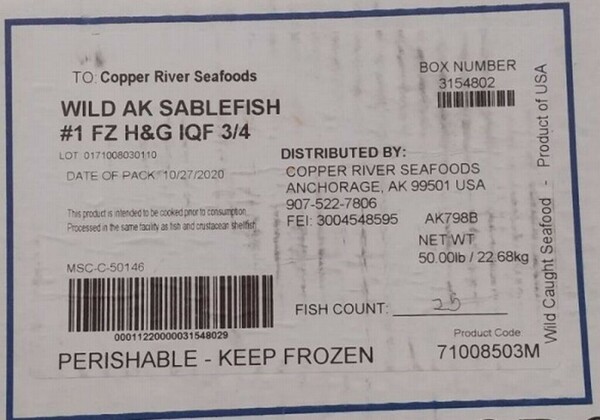 TO: Copper River Seafoods
BOX NUMBER
3154802
WILD AK SABLEFISH
#1 FZ H&G IQF 3/4
LOT 0171008030110
DATE OF PACK 10/27/2020
DISTRIBUTED BY:
COPPER RIVER SEAFOODS
ANCHORAGE, AK 99501 USA
907-522-7806
FEI: 3004548595 AK798B
NET WT
50.00lb / 22.68kg
This product is intended to be cooked prior to consumption.
Processed in the same facility as fish and crustacean shellfish
MSC-C-50146
00011220000031548029
FISH COUNT: 25
Product Code
71008503M
PERISHABLE - KEEP FROZEN
Wild Caught Seafood - Product of USA